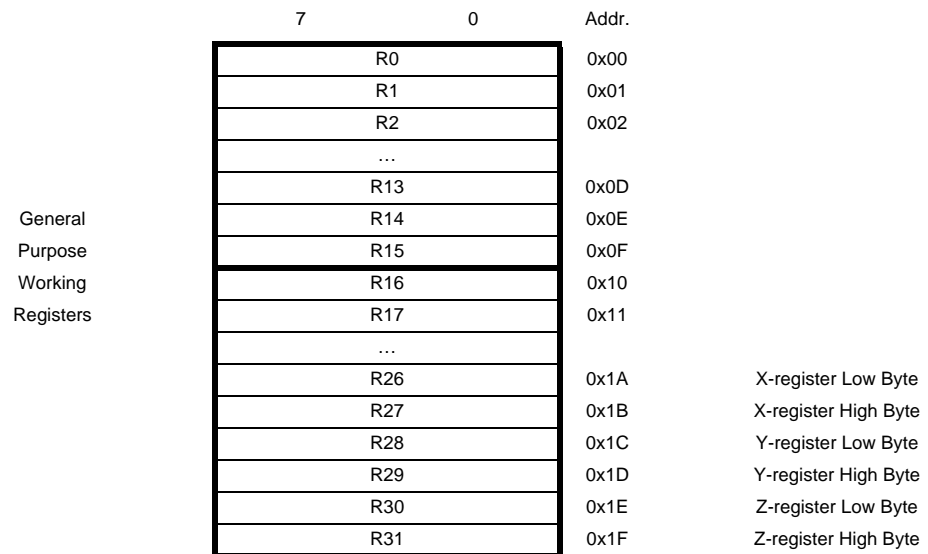 7 0 Addr.
R0 0x00
R1 0x01
R2 0x02
…
R13 0x0D
General R14 0x0E
Purpose R15 0x0F
Working R16 0x10
Registers R17 0x11
…
R26 0x1A X-register Low Byte
R27 0x1B X-register High Byte
R28 0x1C Y-register Low Byte
R29 0x1D Y-register High Byte
R30 0x1E Z-register Low Byte
R31 0x1F Z-register High Byte